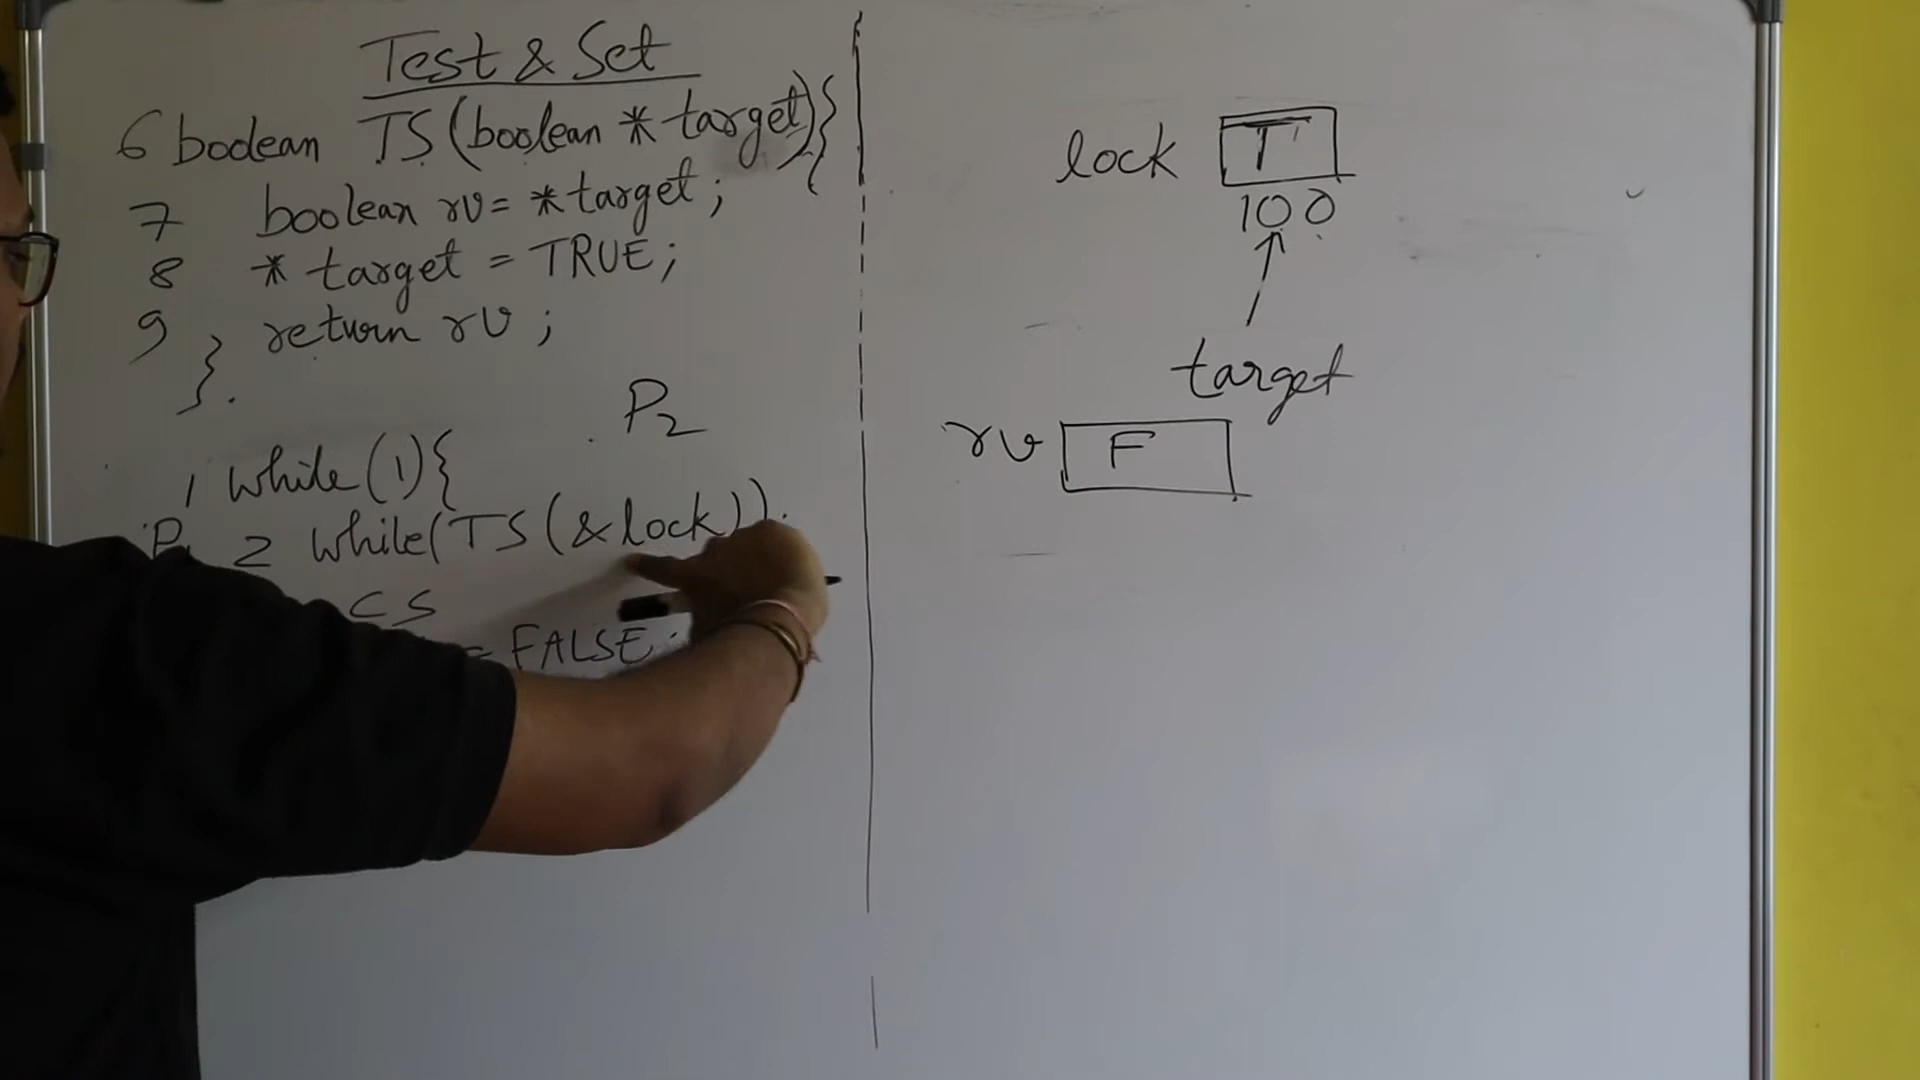 Test & Set
6 boolean TS(boolean * target){
7 boolean rv = *target;
8 * target = TRUE;
9 return rv;
}.
P2
1 while(1){
P1 2 while(TS(&lock));
CS
= FALSE;
lock T
100
target
rv F